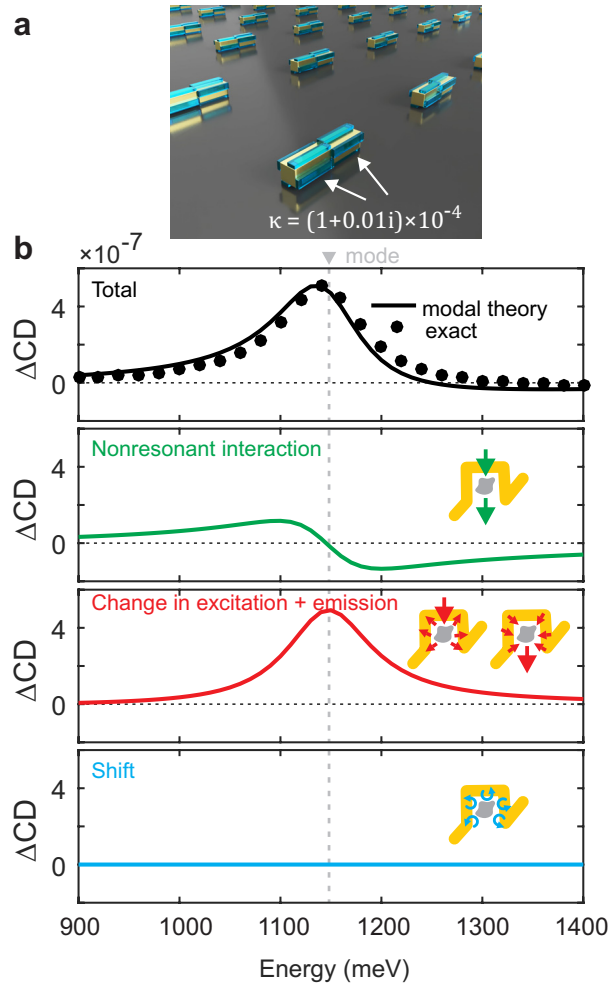 a
κ = (1+0.01i)×10⁻⁴
b
×10⁻⁷
mode
Total
modal theory
exact
ΔCD
4
0
Nonresonant interaction
ΔCD
4
0
Change in excitation + emission
ΔCD
4
0
Shift
ΔCD
4
0
900 1000 1100 1200 1300 1400
Energy (meV)